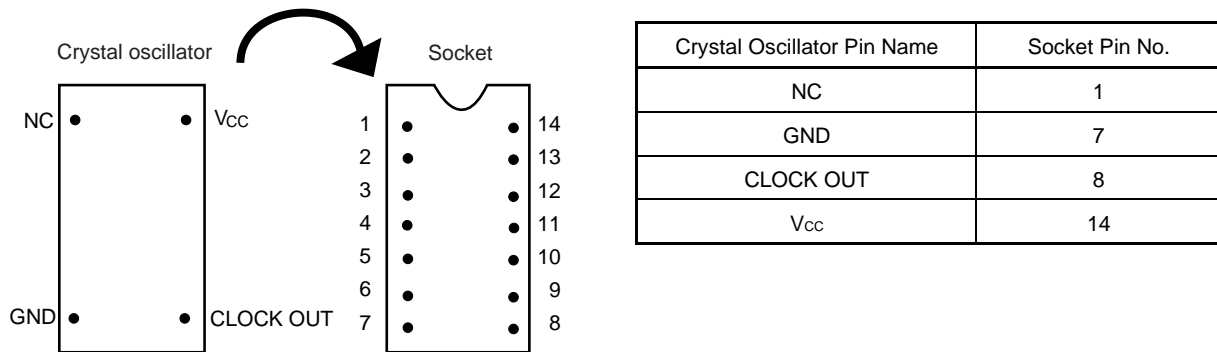 Crystal oscillator
NC
VCC
GND
CLOCK OUT
Socket
1 14
2 13
3 12
4 11
5 10
6 9
7 8
Crystal Oscillator Pin Name Socket Pin No.
NC 1
GND 7
CLOCK OUT 8
VCC 14